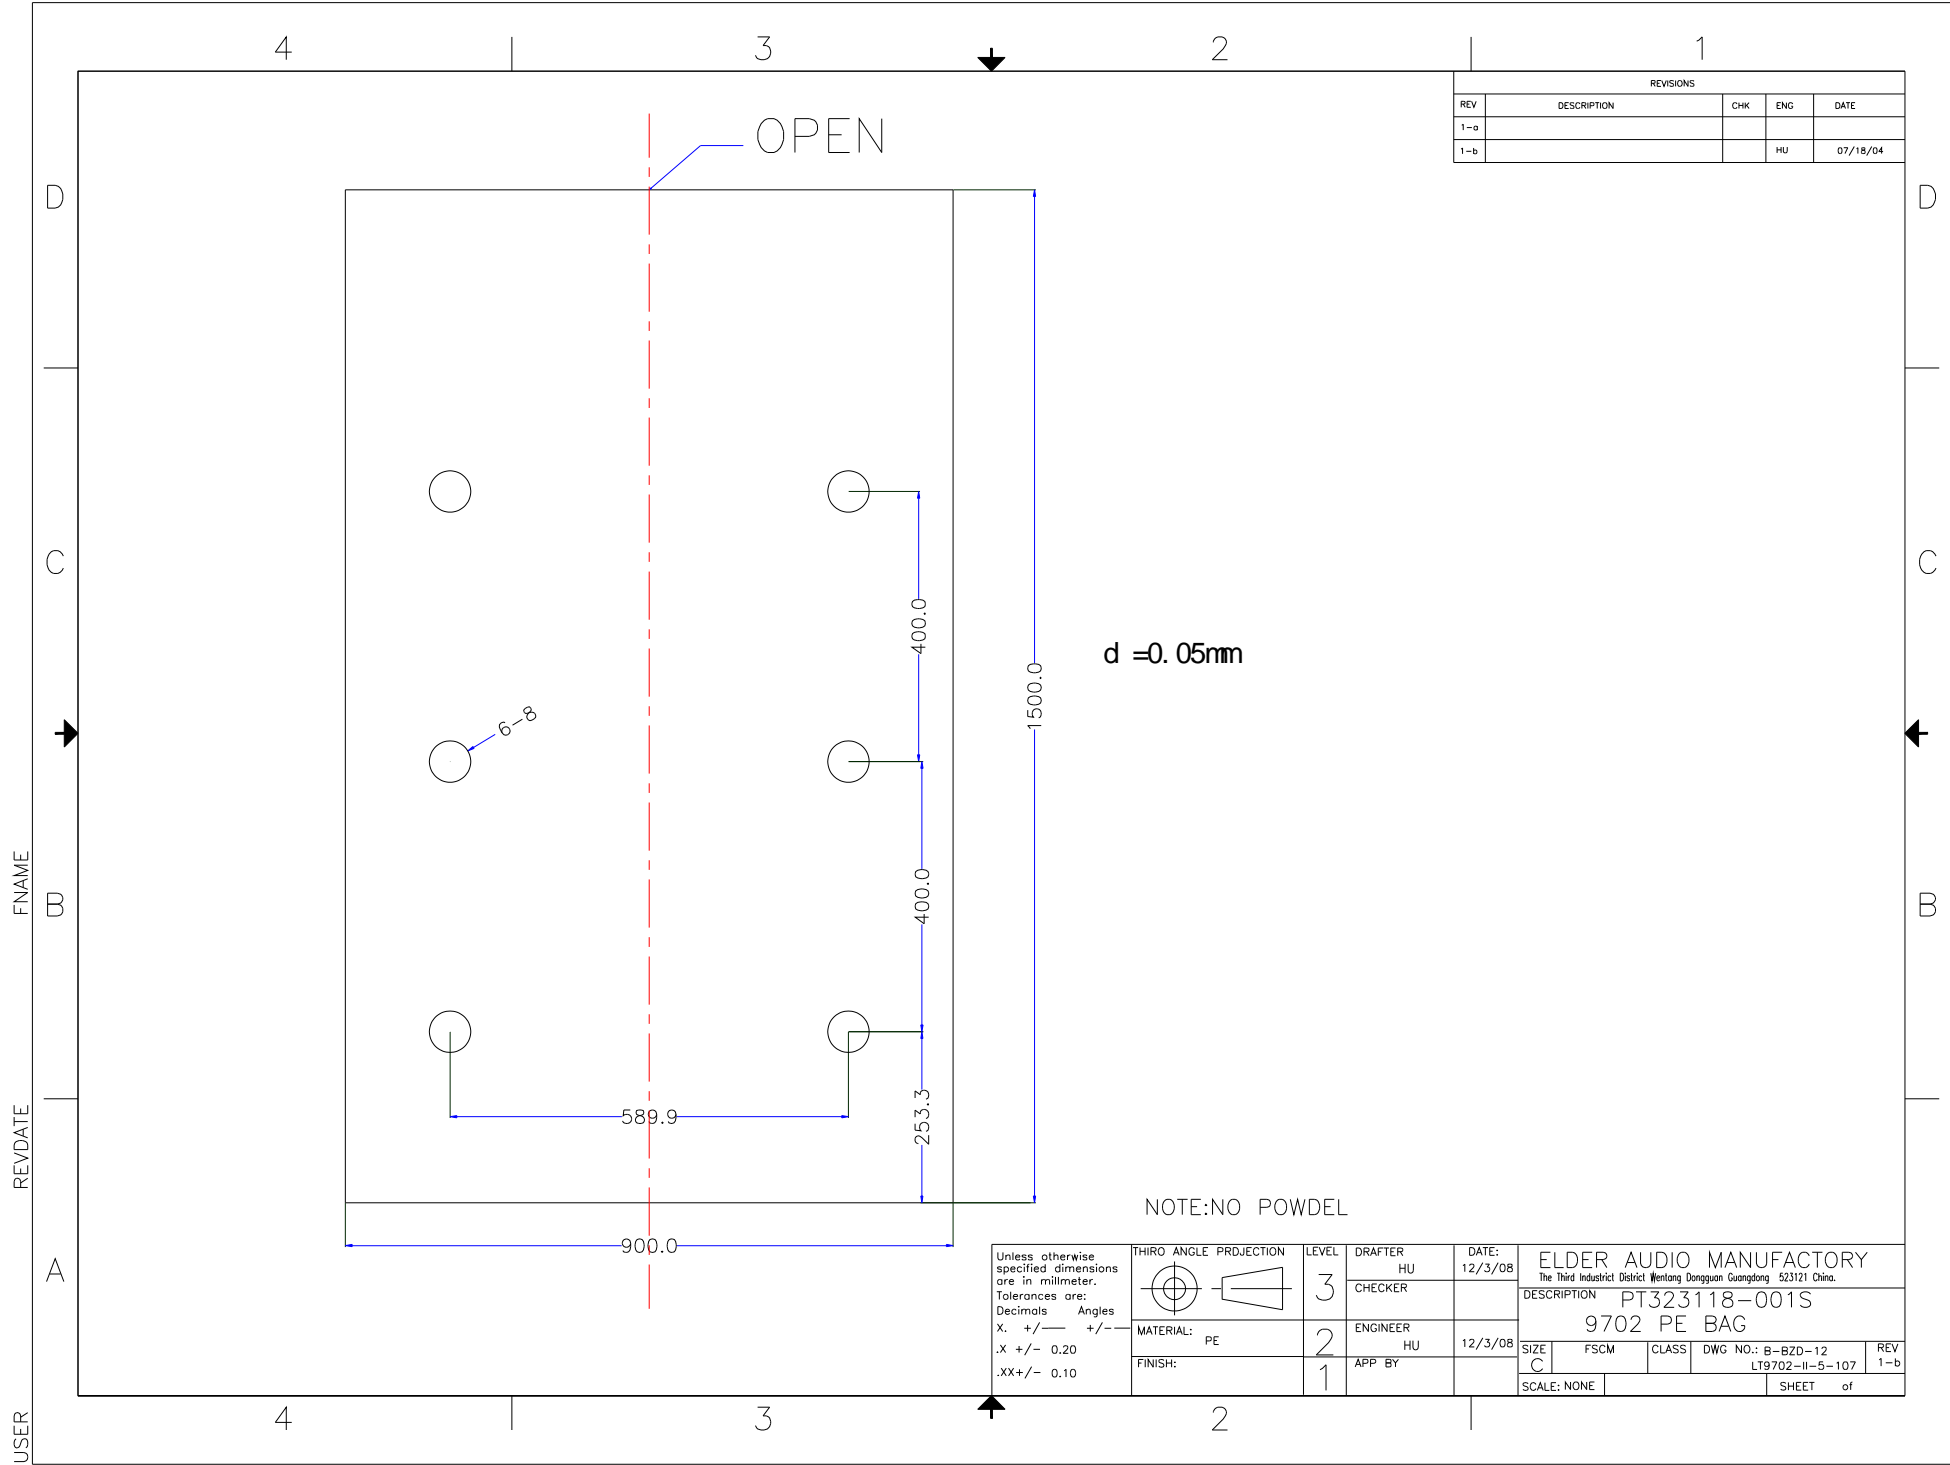 4 3 2 1
REVISIONS
REV DESCRIPTION CHK ENG DATE
1-a
1-b HU 07/18/04
OPEN
D D
C C
400.0
d =0.05mm
1500.0
6-8
FNAME
B B
400.0
REVDATE
589.9
253.3
NOTE:NO POWDEL
900.0
A
Unless otherwise
specified dimensions
are in millmeter.
Tolerances are:
Decimals Angles
X. +/-— +/-—
.X +/- 0.20
.XX+/- 0.10
THIRO ANGLE PRDJECTION
MATERIAL:
PE
FINISH:
LEVEL
3
2
1
DRAFTER
HU
CHECKER
ENGINEER
HU
APP BY
DATE:
12/3/08
12/3/08
ELDER AUDIO MANUFACTORY
The Third Industrict District Wentang Dongguan Guangdong 523121 China.
DESCRIPTION PT323118-001S
9702 PE BAG
SIZE
C
FSCM
CLASS
DWG NO.: B-BZD-12
LT9702-II-5-107
REV
1-b
SCALE: NONE
SHEET of
4 3 2
USER